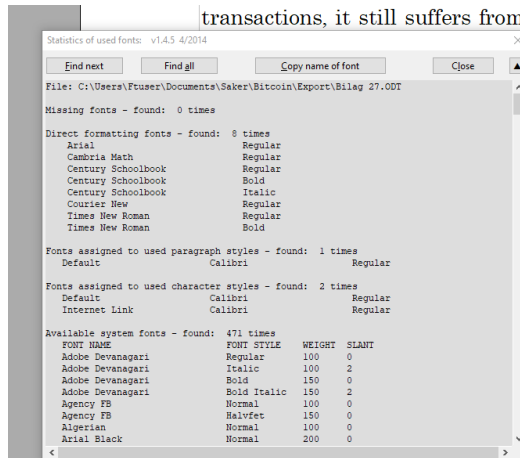 transactions, it still suffers from
Statistics of used fonts: v1.4.5 4/2014
Find next Find all Copy name of font Close
File: C:\Users\Ftuser\Documents\Saker\Bitcoin\Export\Bilag 27.ODT
Missing fonts - found: 0 times
Direct formatting fonts - found: 8 times
Arial Regular
Cambria Math Regular
Century Schoolbook Regular
Century Schoolbook Bold
Century Schoolbook Italic
Courier New Regular
Times New Roman Regular
Times New Roman Bold
Fonts assigned to used paragraph styles - found: 1 times
Default Calibri Regular
Fonts assigned to used character styles - found: 2 times
Default Calibri Regular
Internet Link Calibri Regular
Available system fonts - found: 471 times
FONT NAME FONT STYLE WEIGHT SLANT
Adobe Devanagari Regular 100 0
Adobe Devanagari Italic 100 2
Adobe Devanagari Bold 150 0
Adobe Devanagari Bold Italic 150 2
Agency FB Normal 100 0
Agency FB Halvfet 150 0
Algerian Normal 100 0
Arial Black Normal 200 0